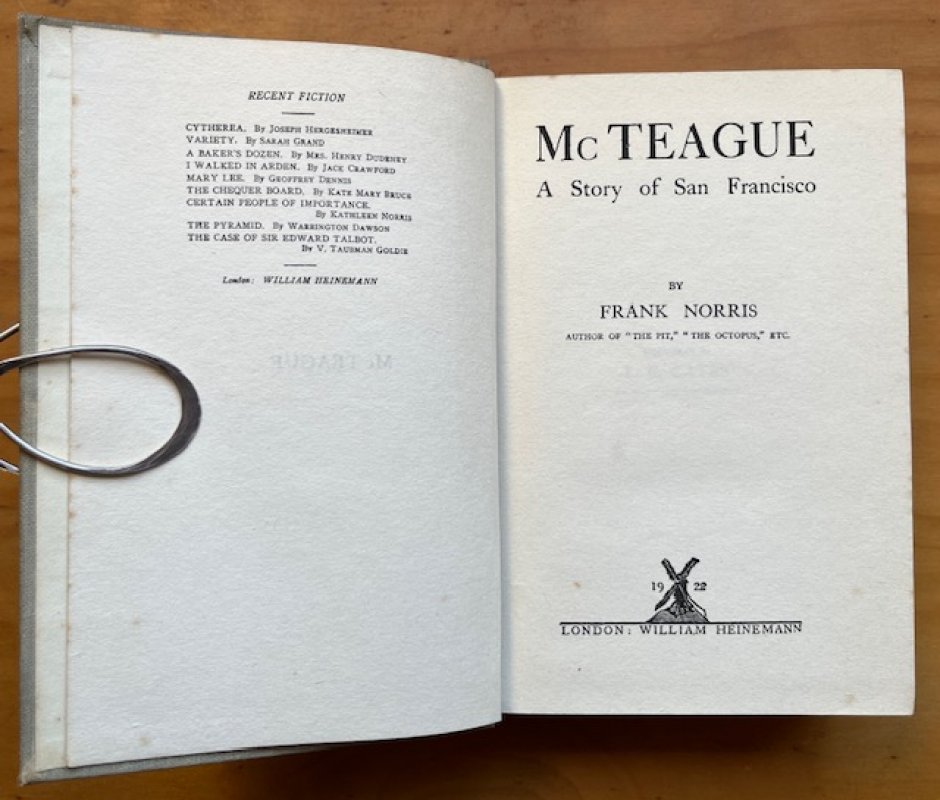 RECENT FICTION
CYTHEREA. By Joseph Hergesheimer
VARIETY. By Sarah Grand
A BAKER'S DOZEN. By Mrs. Henry Dudeney
I WALKED IN ARDEN. By Jack Crawford
MARY LEE. By Geoffrey Dennis
THE CHEQUER BOARD. By Kate Mary Bruce
CERTAIN PEOPLE OF IMPORTANCE.
By Kathleen Norris
THE PYRAMID. By Warrington Dawson
THE CASE OF SIR EDWARD TALBOT.
By V. Taubman Goldie
London: WILLIAM HEINEMANN
Mc TEAGUE
Mc TEAGUE
A Story of San Francisco
BY
FRANK NORRIS
AUTHOR OF "THE PIT," "THE OCTOPUS," ETC.
19 22
LONDON: WILLIAM HEINEMANN